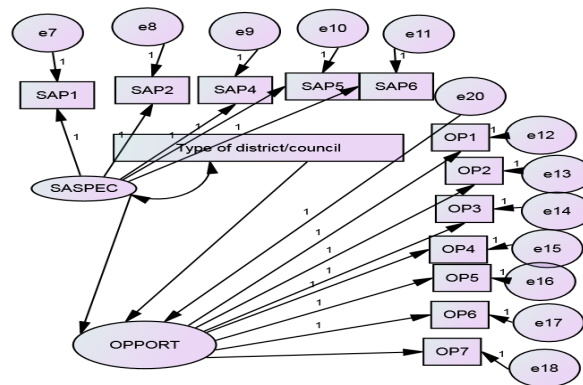 e7
e8
e9
e10
e11
1
1
1
1
1
SAP1
SAP2
SAP4
SAP5
SAP6
e20
1
1
1
1
1
1
Type of district/council
OP1
1
e12
OP2
1
e13
SASPEC
OP3
1
e14
1
1
OP4
1
e15
1
1
OP5
1
e16
1
1
OP6
1
e17
OPPORT
1
OP7
1
e18